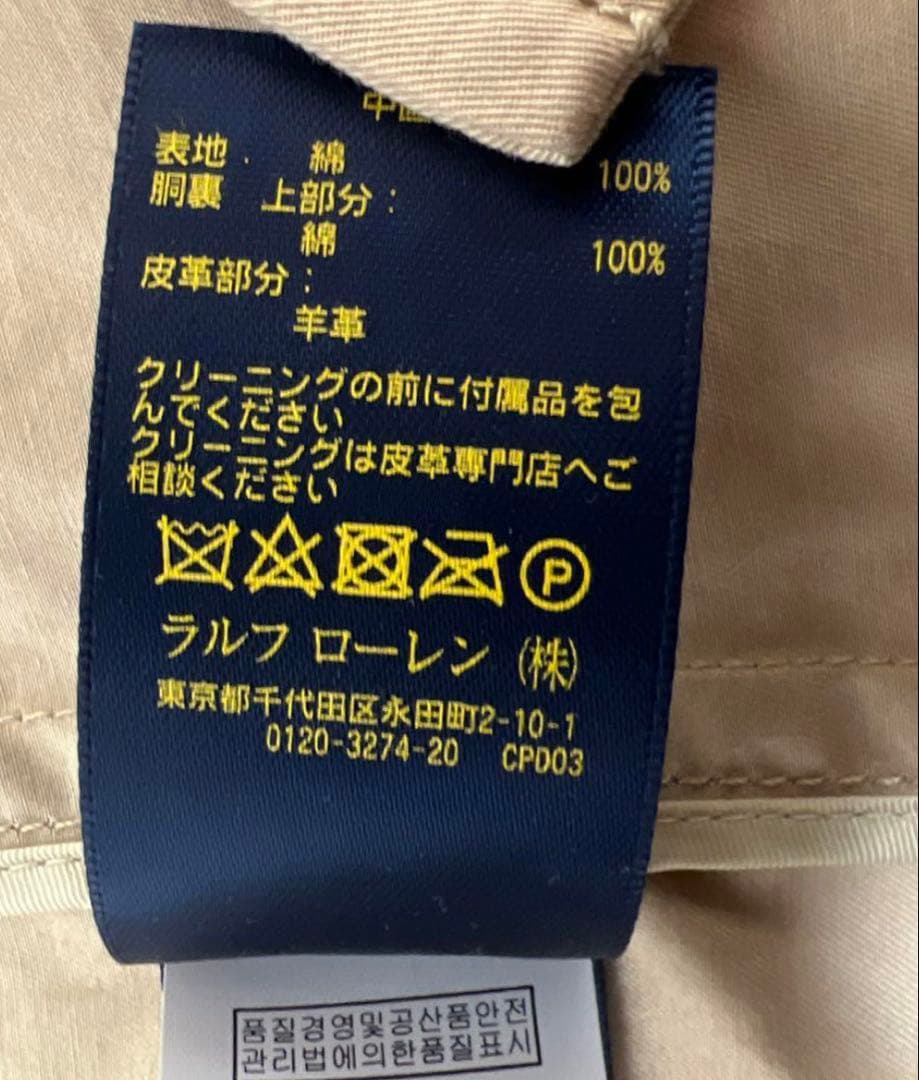 表地 . 綿 100%
胴裏 上部分:
綿 100%
皮革部分:
羊革
クリーニングの前に付属品を包
んでください
クリーニングは皮革専門店へご
相談ください
P
ラルフ ローレン (株)
東京都千代田区永田町2-10-1
0120-3274-20 CPD03
품질경영및공산품안전
관리법에의한품질표시